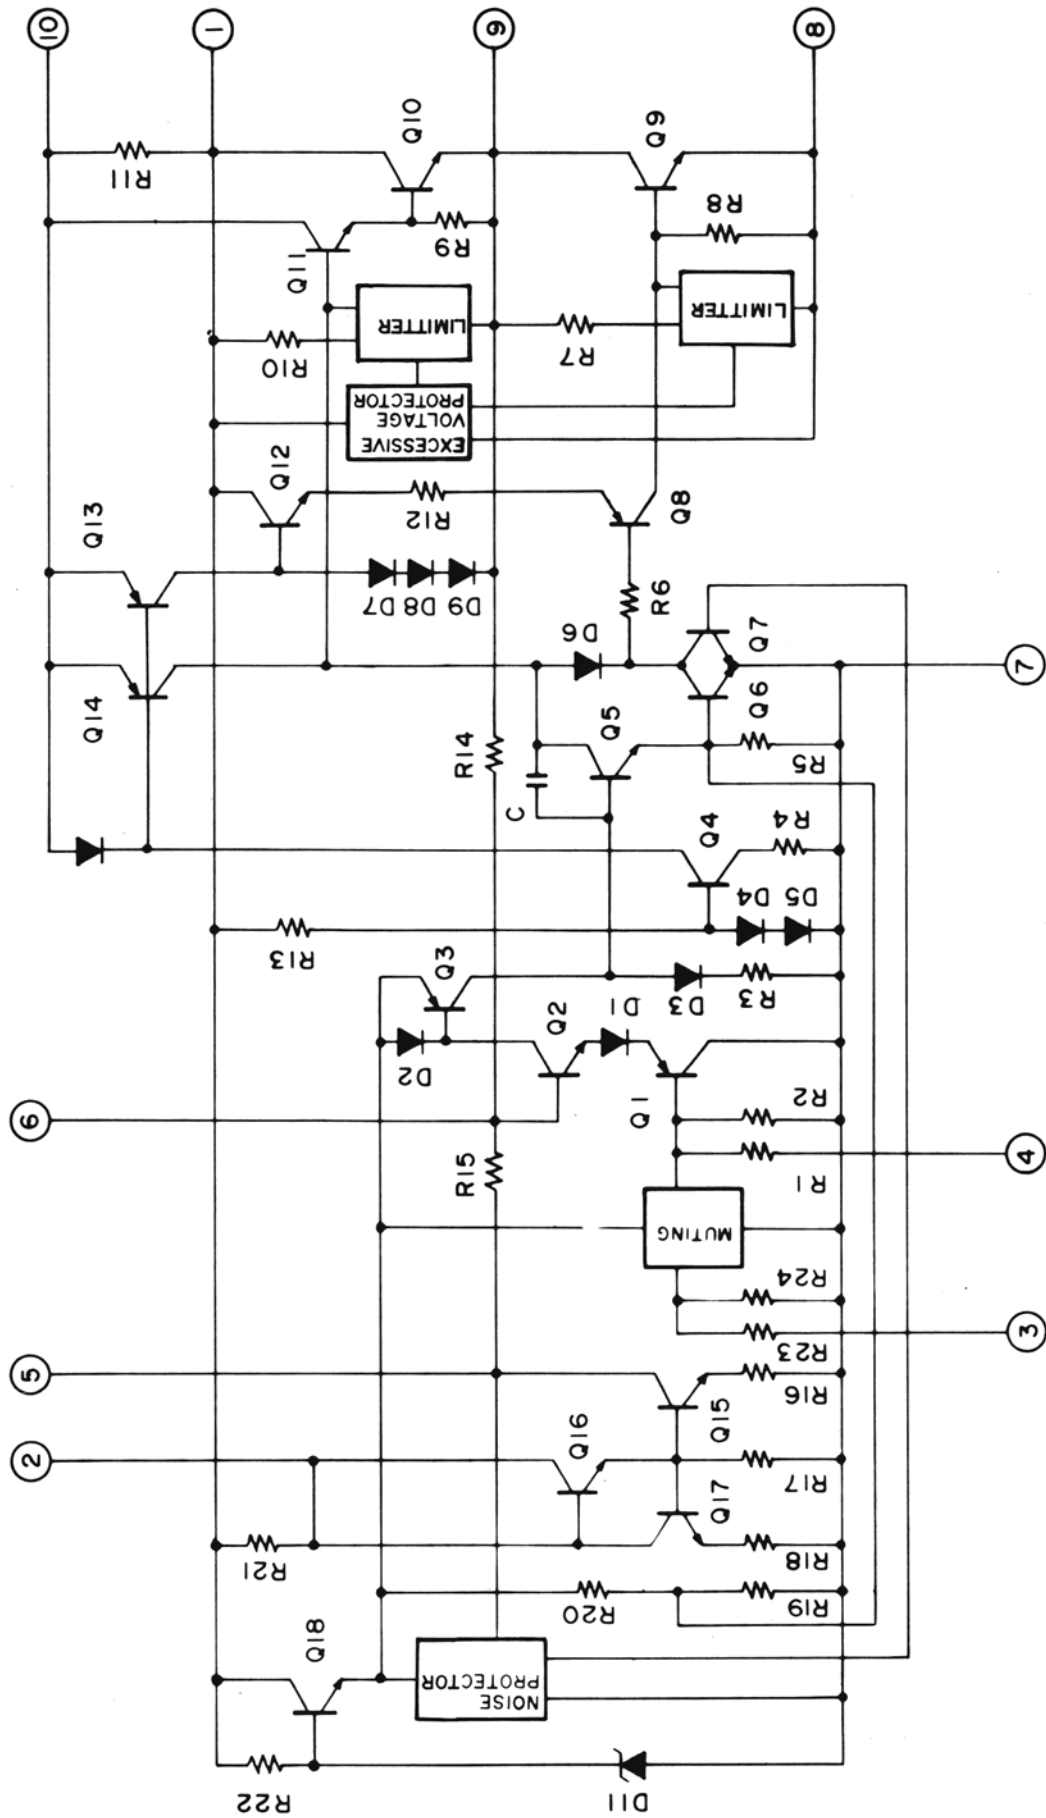 10
1
9
8
R11
Q10
Q9
Q11
R9
R8
R10
LIMITTER
R7
LIMITTER
EXCESSIVE
VOLTAGE
PROTECTOR
Q12
R12
Q8
Q13
D7
D8
D9
R6
Q14
D6
Q7
Q6
7
R14
C
Q5
R5
Q4
R4
D4
D5
R13
Q3
D3
R3
D2
Q2
D1
6
Q1
R2
R15
R1
4
MUTING
R24
R23
3
5
R16
Q15
2
Q16
R17
Q17
R21
R18
R20
R19
Q18
NOISE
PROTECTOR
R22
D11